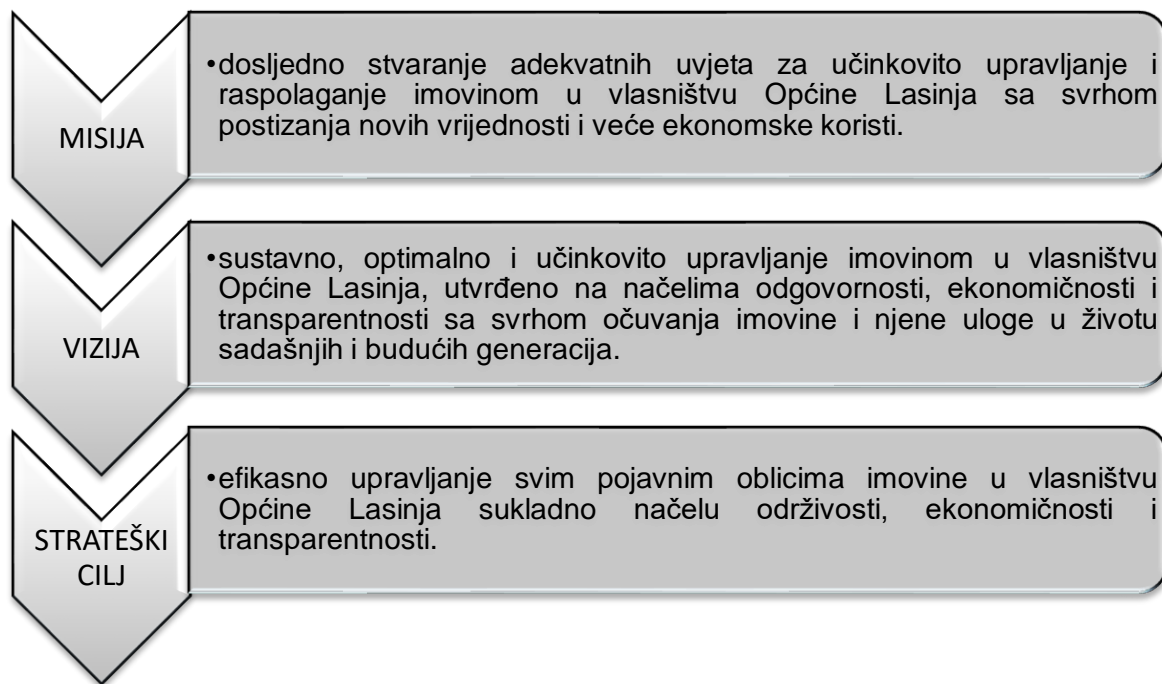 MISIJA
•dosljedno stvaranje adekvatnih uvjeta za učinkovito upravljanje i
raspolaganje imovinom u vlasništvu Općine Lasinja sa svrhom
postizanja novih vrijednosti i veće ekonomske koristi.
VIZIJA
•sustavno, optimalno i učinkovito upravljanje imovinom u vlasništvu
Općine Lasinja, utvrđeno na načelima odgovornosti, ekonomičnosti i
transparentnosti sa svrhom očuvanja imovine i njene uloge u životu
sadašnjih i budućih generacija.
STRATEŠKI
CILJ
•efikasno upravljanje svim pojavnim oblicima imovine u vlasništvu
Općine Lasinja sukladno načelu održivosti, ekonomičnosti i
transparentnosti.